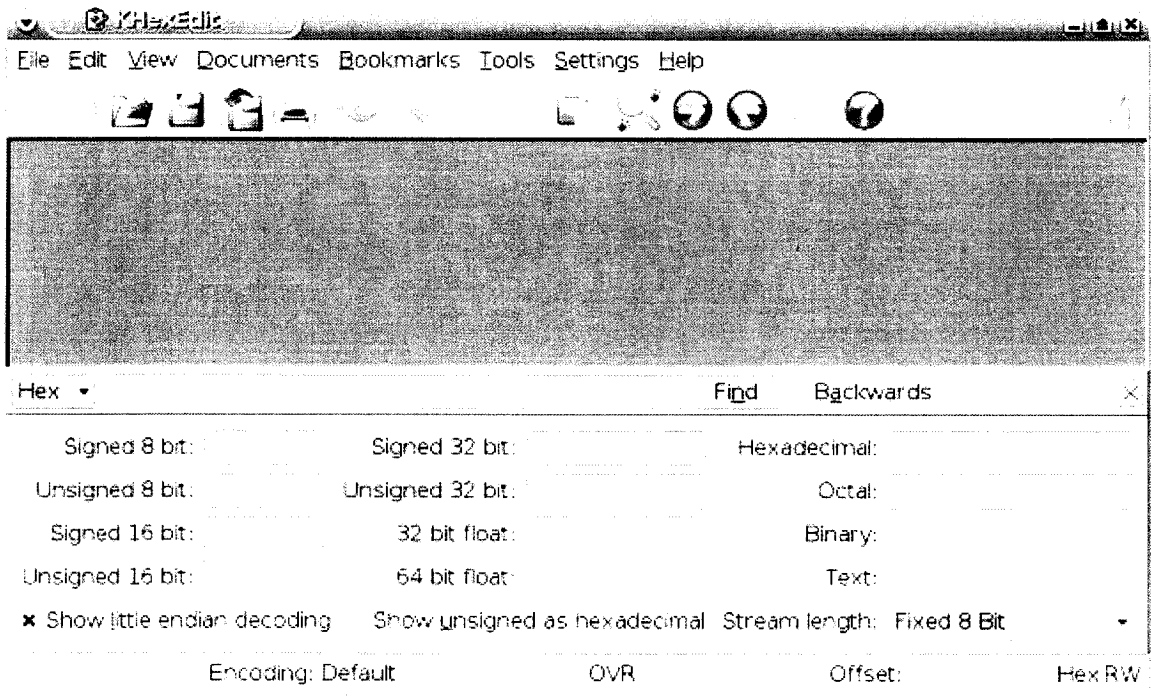 KHexEdit
File Edit View Documents Bookmarks Tools Settings Help
Hex Find Backwards
Signed 8 bit: Signed 32 bit: Hexadecimal:
Unsigned 8 bit: Unsigned 32 bit: Octal:
Signed 16 bit: 32 bit float: Binary:
Unsigned 16 bit: 64 bit float: Text:
Show little endian decoding Show unsigned as hexadecimal Stream length: Fixed 8 Bit
Encoding: Default OVR Offset: Hex RW